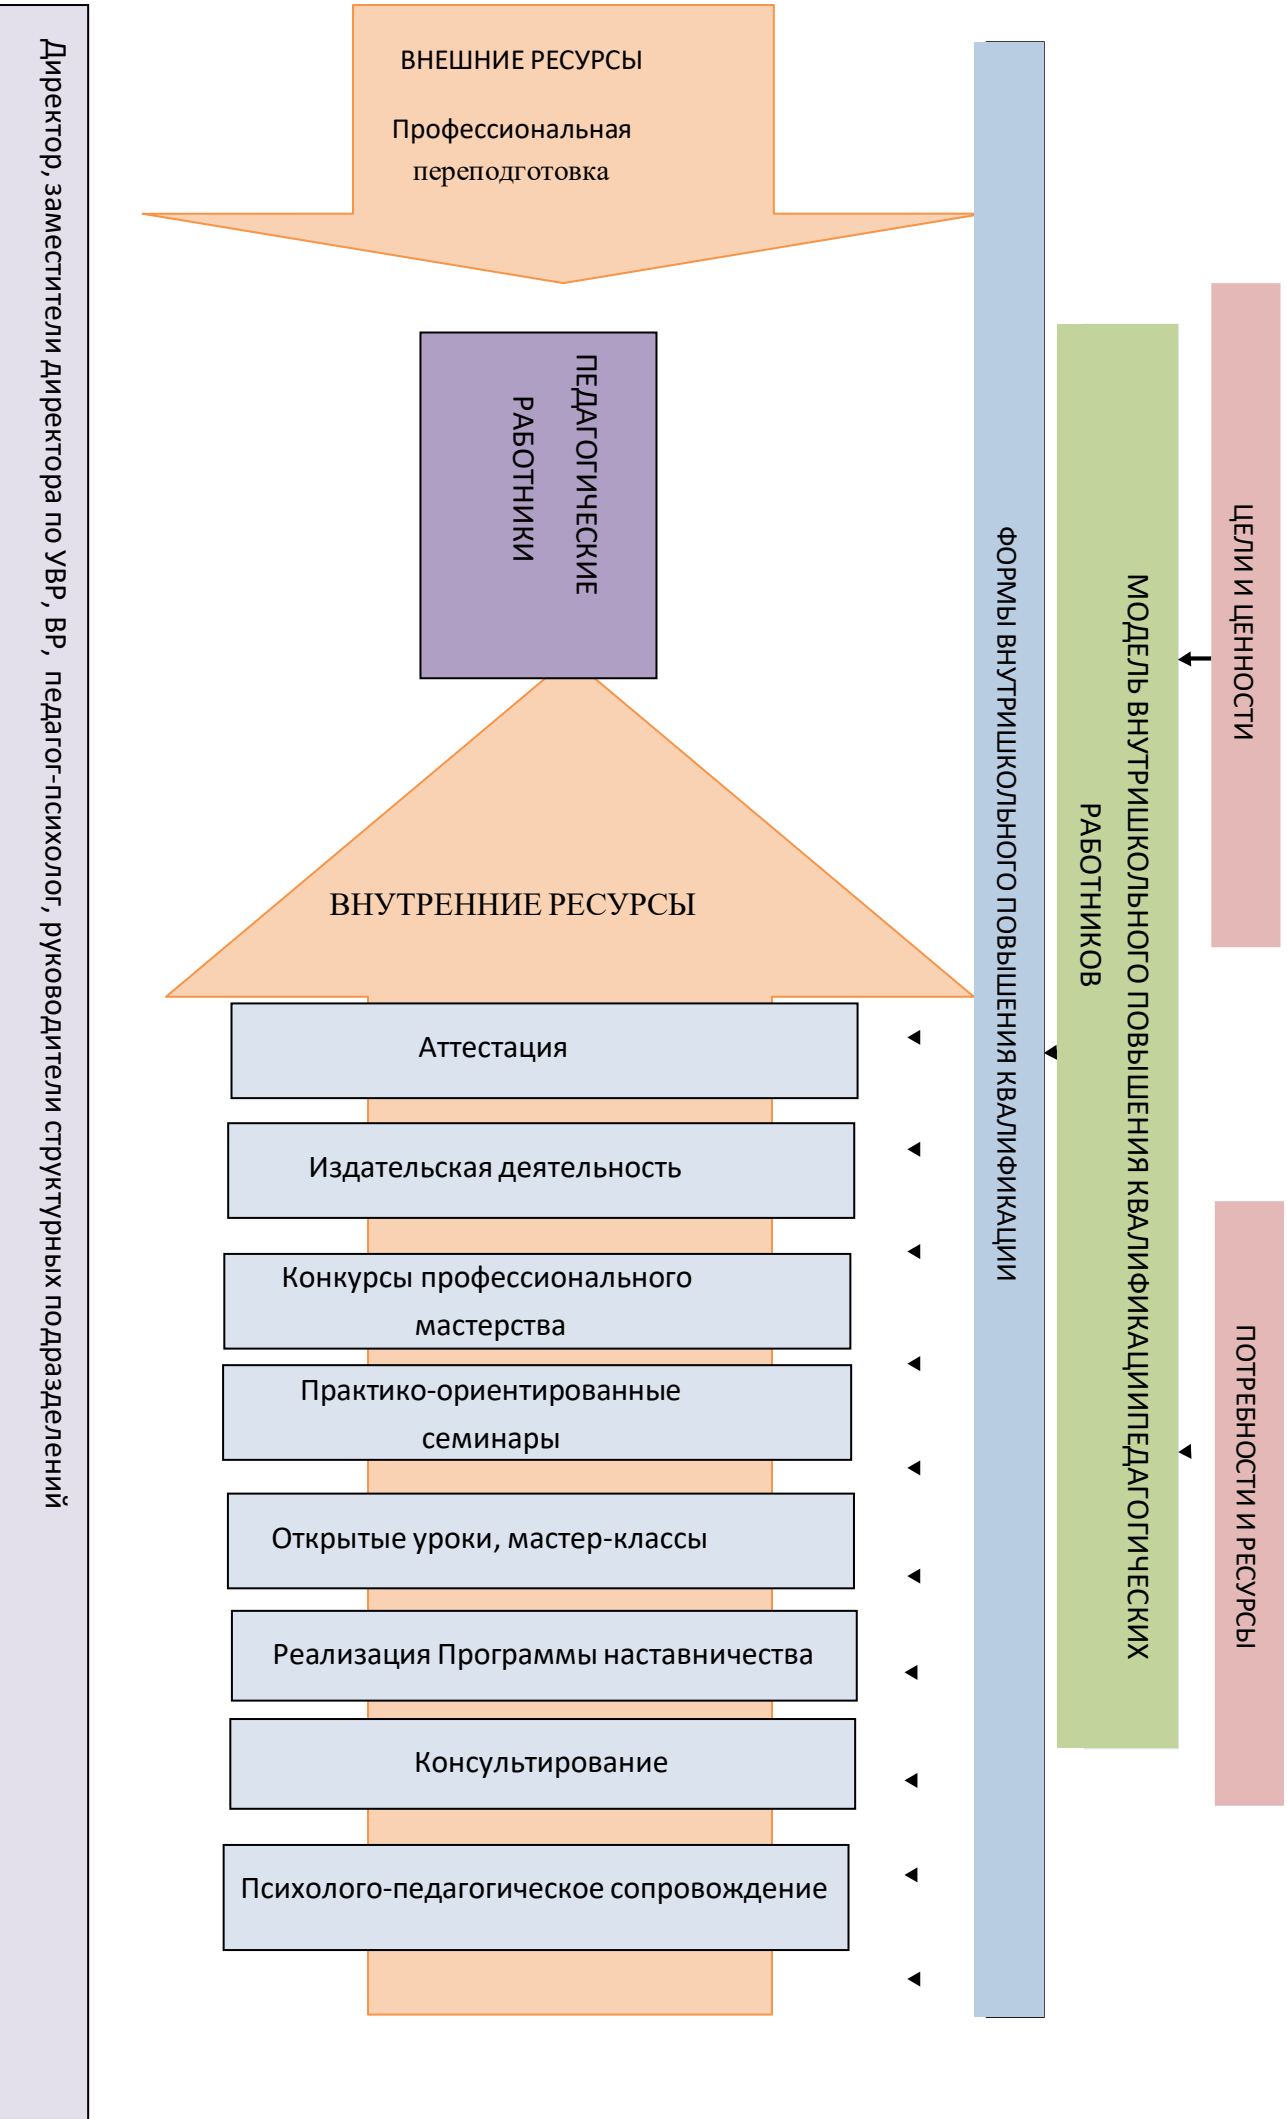 ВНЕШНИЕ РЕСУРСЫ
Профессиональная
переподготовка
ПЕДАГОГИЧЕСКИЕ
РАБОТНИКИ
ВНУТРЕННИЕ РЕСУРСЫ
Аттестация
Издательская деятельность
Конкурсы профессионального
мастерства
Практико-ориентированные
семинары
Открытые уроки, мастер-классы
Реализация Программы наставничества
Консультирование
Психолого-педагогическое сопровождение
ЦЕЛИ И ЦЕННОСТИ
ПОТРЕБНОСТИ И РЕСУРСЫ
МОДЕЛЬ ВНУТРИШКОЛЬНОГО ПОВЫШЕНИЯ КВАЛИФИКАЦИИПЕДАГОГИЧЕСКИХ
РАБОТНИКОВ
ФОРМЫ ВНУТРИШКОЛЬНОГО ПОВЫШЕНИЯ КВАЛИФИКАЦИИ
Директор, заместители директора по УВР, ВР, педагог-психолог, руководители структурных подразделений